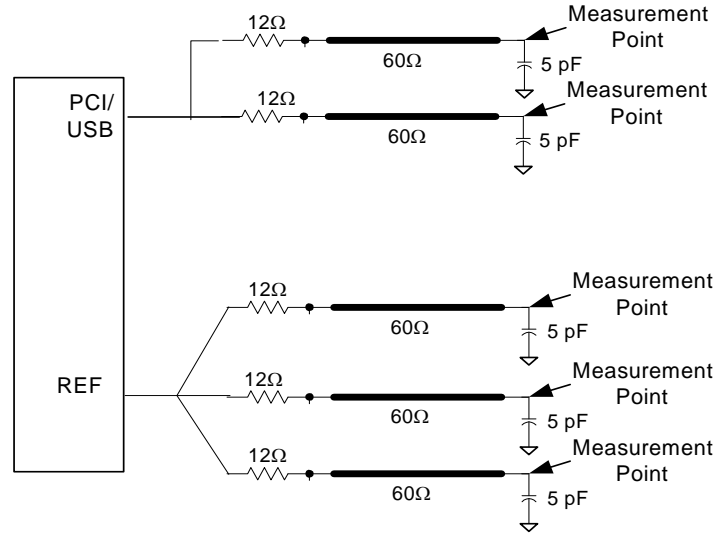 12Ω
Measurement
Point
60Ω
5 pF
PCI/
USB
12Ω
Measurement
Point
60Ω
5 pF
12Ω
Measurement
Point
60Ω
5 pF
REF
12Ω
Measurement
Point
60Ω
5 pF
12Ω
Measurement
Point
60Ω
5 pF